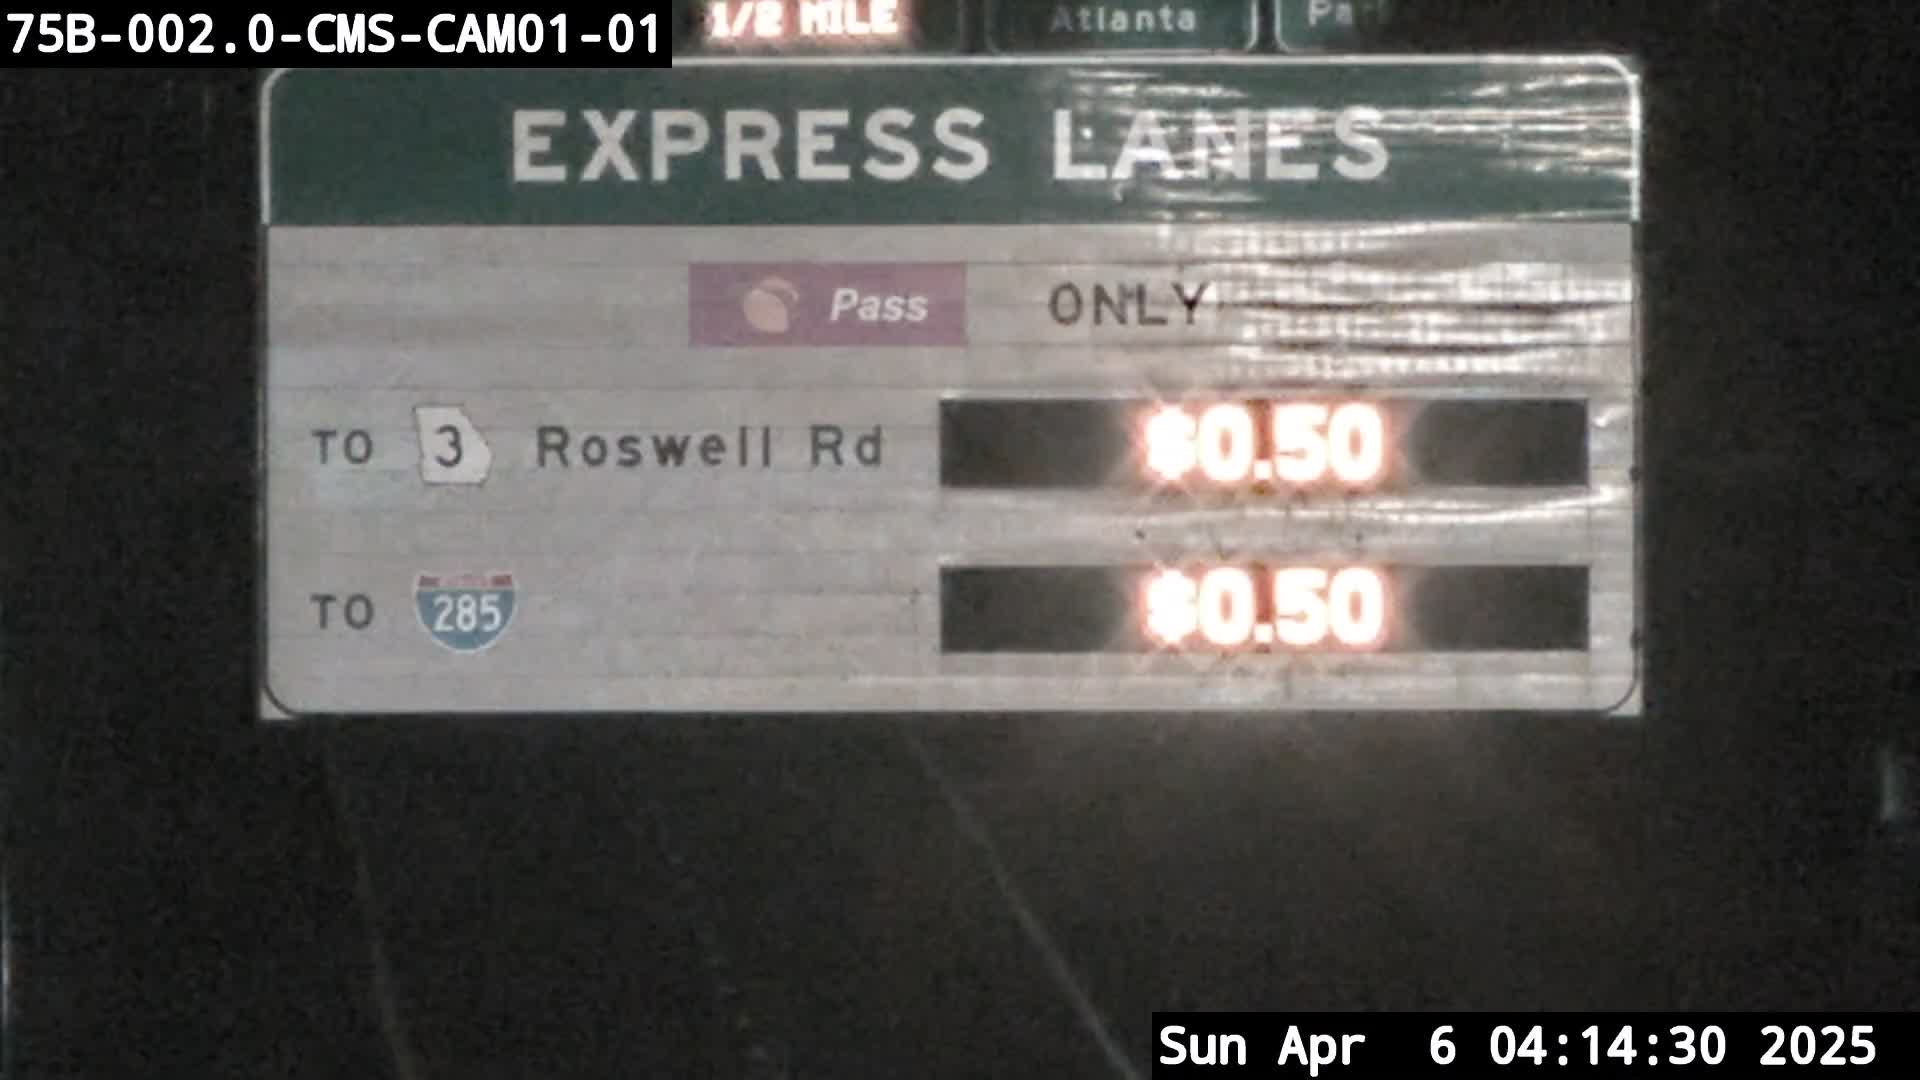 75B-002.0-CMS-CAM01-01
1/2 MILE
Atlanta
EXPRESS LANES
Pass ONLY
TO 3 Roswell Rd $0.50
TO 285 $0.50
Sun Apr 6 04:14:30 2025